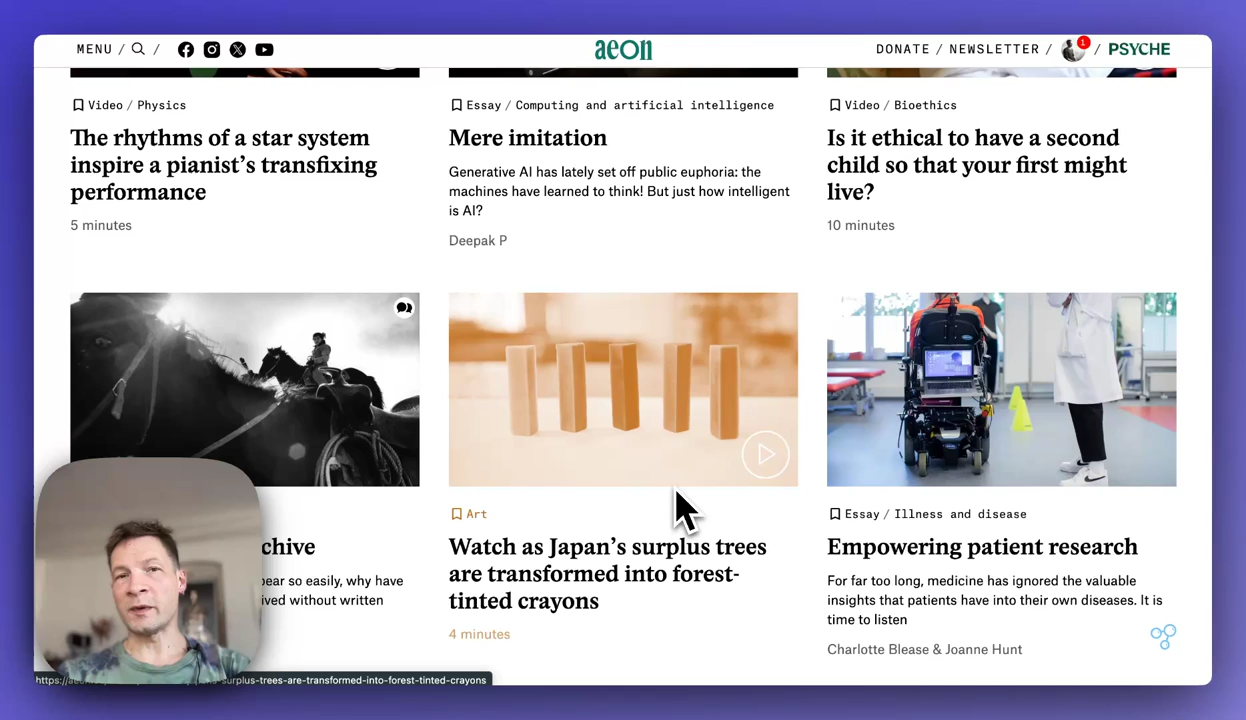 MENU / /
aeon
DONATE / NEWSLETTER / 1 / PSYCHE
Video / Physics
The rhythms of a star system
inspire a pianist’s transfixing
performance
5 minutes
Essay / Computing and artificial intelligence
Mere imitation
Generative AI has lately set off public euphoria: the
machines have learned to think! But just how intelligent
is AI?
Deepak P
Video / Bioethics
Is it ethical to have a second
child so that your first might
live?
10 minutes
chive
ear so easily, why have
ived without written
Art
Watch as Japan’s surplus trees
are transformed into forest-
tinted crayons
4 minutes
Essay / Illness and disease
Empowering patient research
For far too long, medicine has ignored the valuable
insights that patients have into their own diseases. It is
time to listen
Charlotte Blease & Joanne Hunt
surplus-trees-are-transformed-into-forest-tinted-crayons